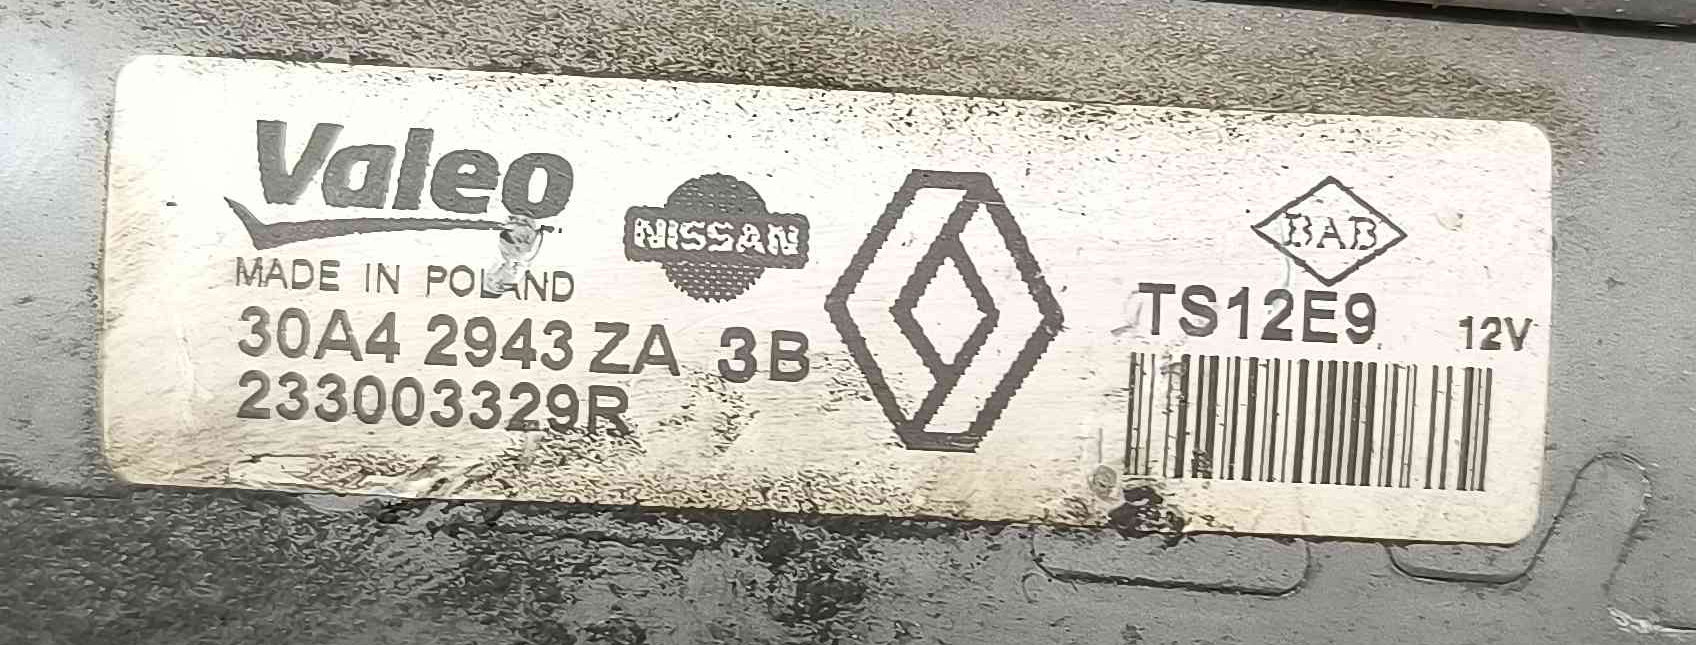 Valeo
MADE IN POLAND
NISSAN
30A4 2943 ZA 3B
233003329R
BAB
TS12E9
12V